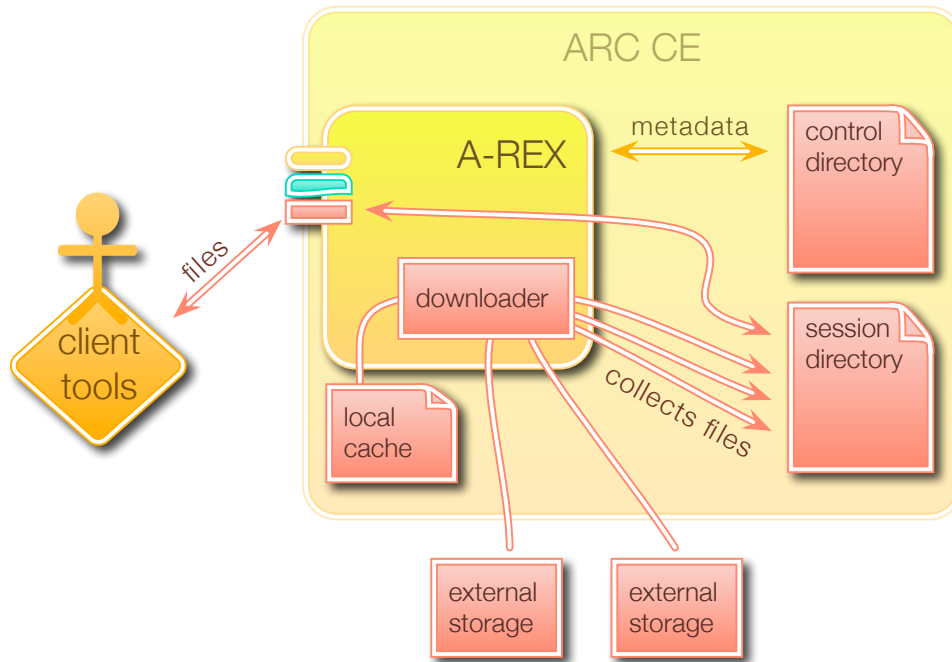 ARC CE
A-REX
metadata
control
directory
files
client
tools
downloader
session
directory
collects files
local
cache
external
storage
external
storage